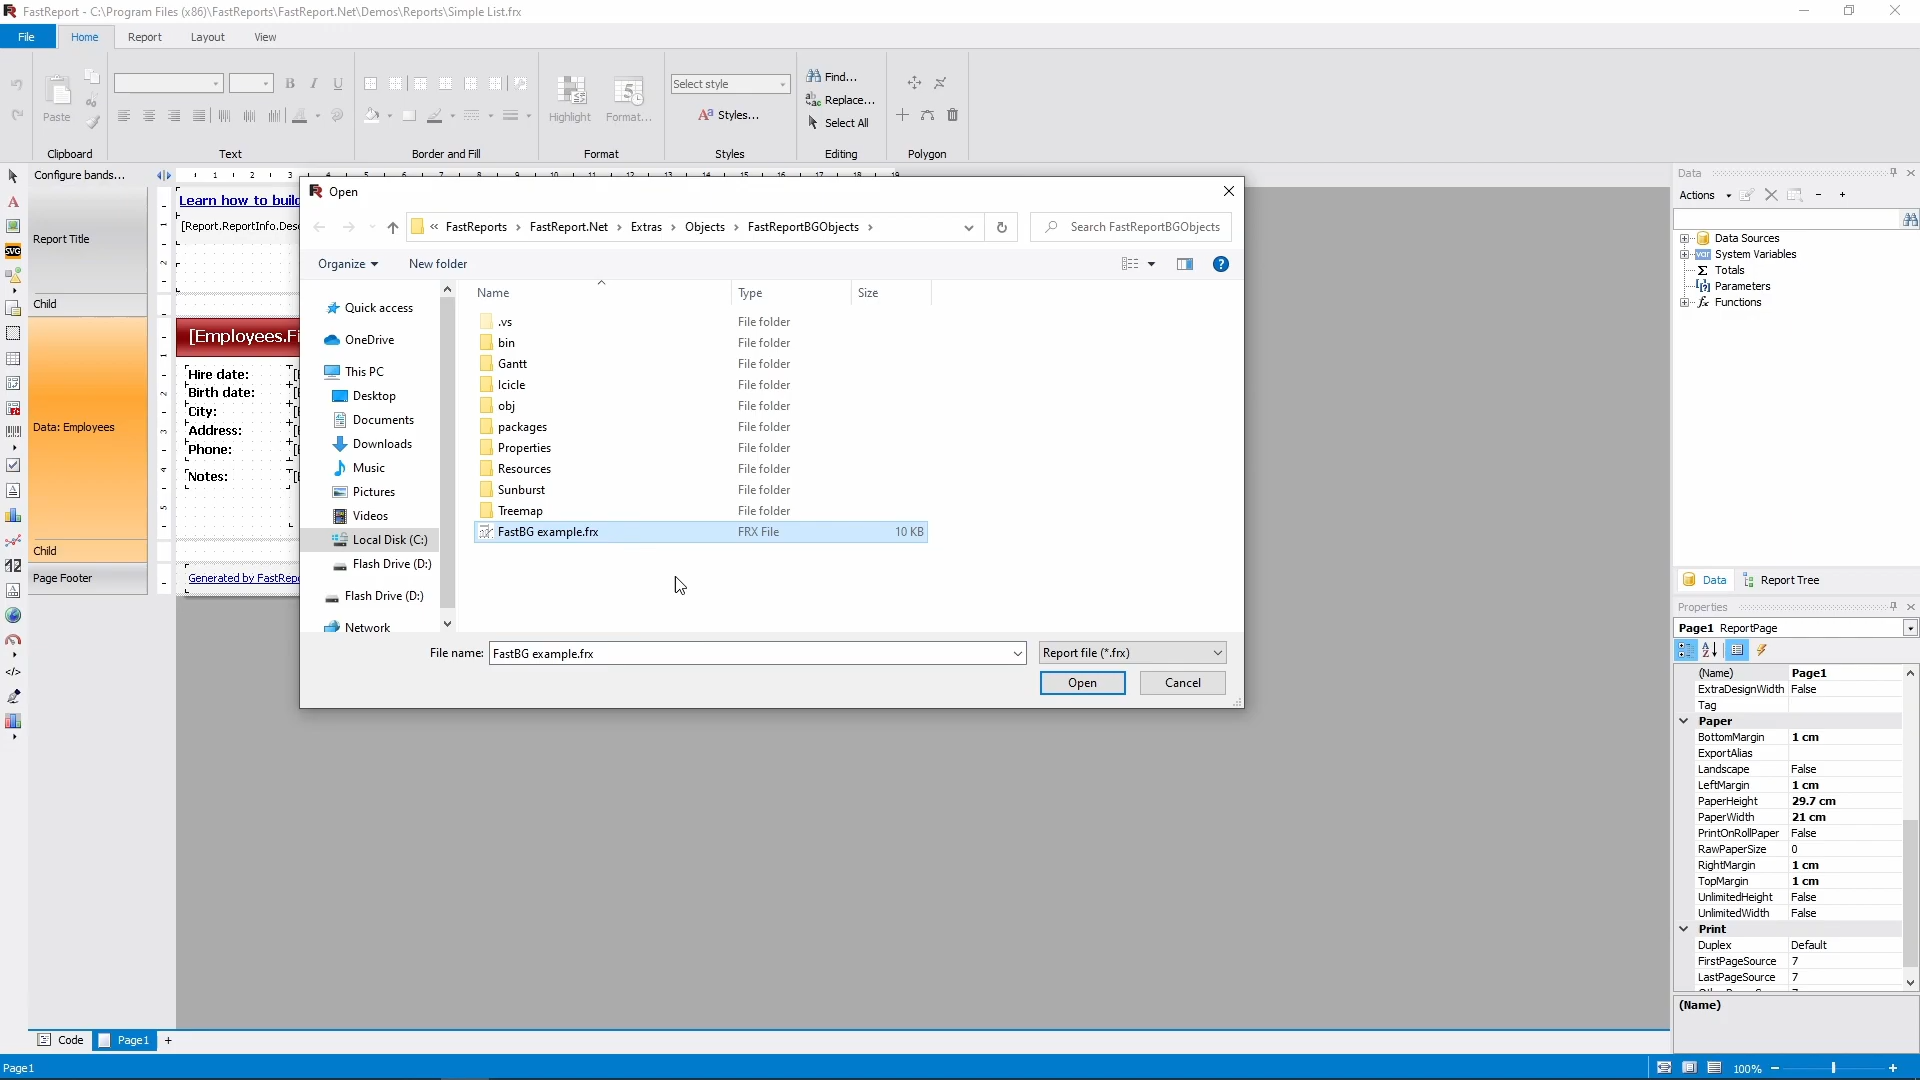 FastReport - C:\Program Files (x86)\FastReports\FastReport.Net\Demos\Reports\Simple List.frx
File Home Report Layout View
Paste
Select style
Find...
Replace...
Styles...
Select All
Highlight Format...
Clipboard Text Border and Fill Format Styles Editing Polygon
Configure bands...
Learn how to build
[Report.ReportInfo.Desc
Report Title
Child
[Employees.Fi
Hire date:
Birth date:
City:
Address:
Phone:
Notes:
Data: Employees
Child
Page Footer
Generated by FastRepo
Open
« FastReports > FastReport.Net > Extras > Objects > FastReportBGObjects >
Search FastReportBGObjects
Organize New folder
Quick access
OneDrive
This PC
Desktop
Documents
Downloads
Music
Pictures
Videos
Local Disk (C:)
Flash Drive (D:)
Flash Drive (D:)
Network
Name Type Size
.vs File folder
bin File folder
Gantt File folder
Icicle File folder
obj File folder
packages File folder
Properties File folder
Resources File folder
Sunburst File folder
Treemap File folder
FastBG example.frx FRX File 10 KB
File name: FastBG example.frx Report file (*.frx)
Open Cancel
Data
Actions
Data Sources
System Variables
Totals
Parameters
Functions
Data Report Tree
Properties
Page1 ReportPage
(Name) Page1
ExtraDesignWidth False
Tag
Paper
BottomMargin 1 cm
ExportAlias
Landscape False
LeftMargin 1 cm
PaperHeight 29.7 cm
PaperWidth 21 cm
PrintOnRollPaper False
RawPaperSize 0
RightMargin 1 cm
TopMargin 1 cm
UnlimitedHeight False
UnlimitedWidth False
Print
Duplex Default
FirstPageSource 7
LastPageSource 7
(Name)
Code Page1 +
Page1
100%